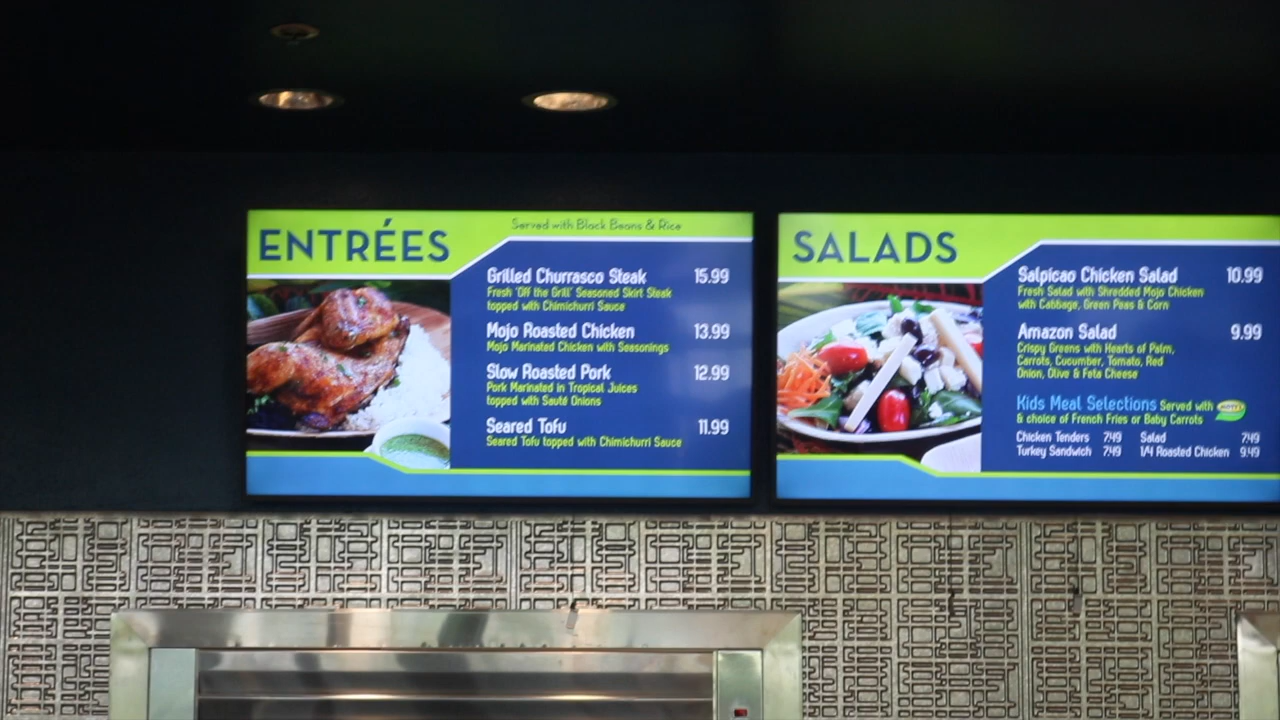 ENTRÉES
Served with Black Beans & Rice
Grilled Churrasco Steak 15.99
Fresh 'Off the Grill' Seasoned Skirt Steak
topped with Chimichurri Sauce
Mojo Roasted Chicken 13.99
Mojo Marinated Chicken with Seasonings
Slow Roasted Pork 12.99
Pork Marinated in Tropical Juices
topped with Sauté Onions
Seared Tofu 11.99
Seared Tofu topped with Chimichurri Sauce
SALADS
Salpicao Chicken Salad 10.99
Fresh Salad with Shredded Mojo Chicken
with Cabbage, Green Peas & Corn
Amazon Salad 9.99
Crispy Greens with Hearts of Palm,
Carrots, Cucumber, Tomato, Red
Onion, Olive & Feta Cheese
Kids Meal Selections Served with
& choice of French Fries or Baby Carrots
Chicken Tenders 7.49 Salad 7.49
Turkey Sandwich 7.49 1/4 Roasted Chicken 9.49